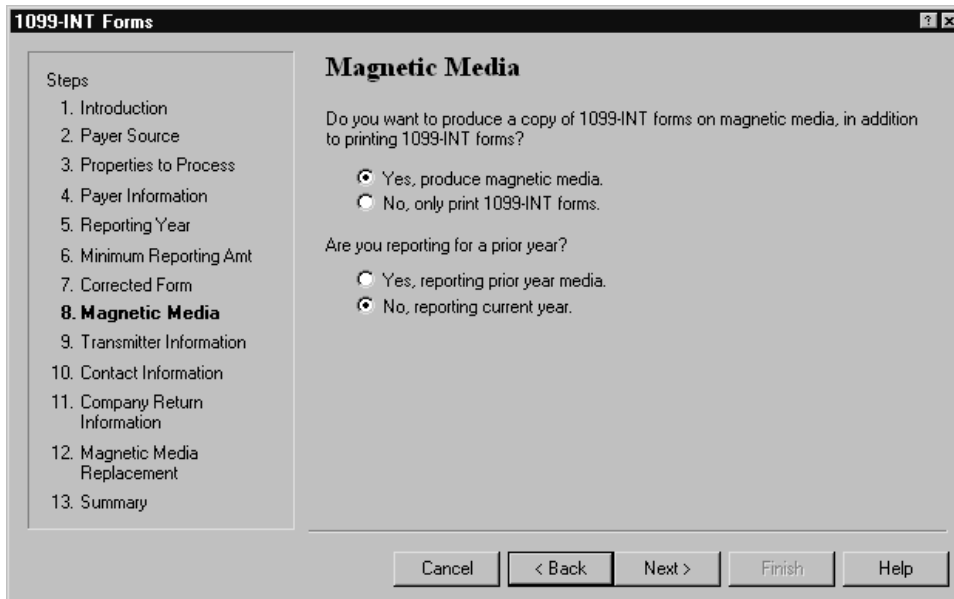 1099-INT Forms
Steps
1. Introduction
2. Payer Source
3. Properties to Process
4. Payer Information
5. Reporting Year
6. Minimum Reporting Amt
7. Corrected Form
8. Magnetic Media
9. Transmitter Information
10. Contact Information
11. Company Return
Information
12. Magnetic Media
Replacement
13. Summary
Magnetic Media
Do you want to produce a copy of 1099-INT forms on magnetic media, in addition
to printing 1099-INT forms?
Yes, produce magnetic media.
No, only print 1099-INT forms.
Are you reporting for a prior year?
Yes, reporting prior year media.
No, reporting current year.
Cancel < Back Next > Finish Help